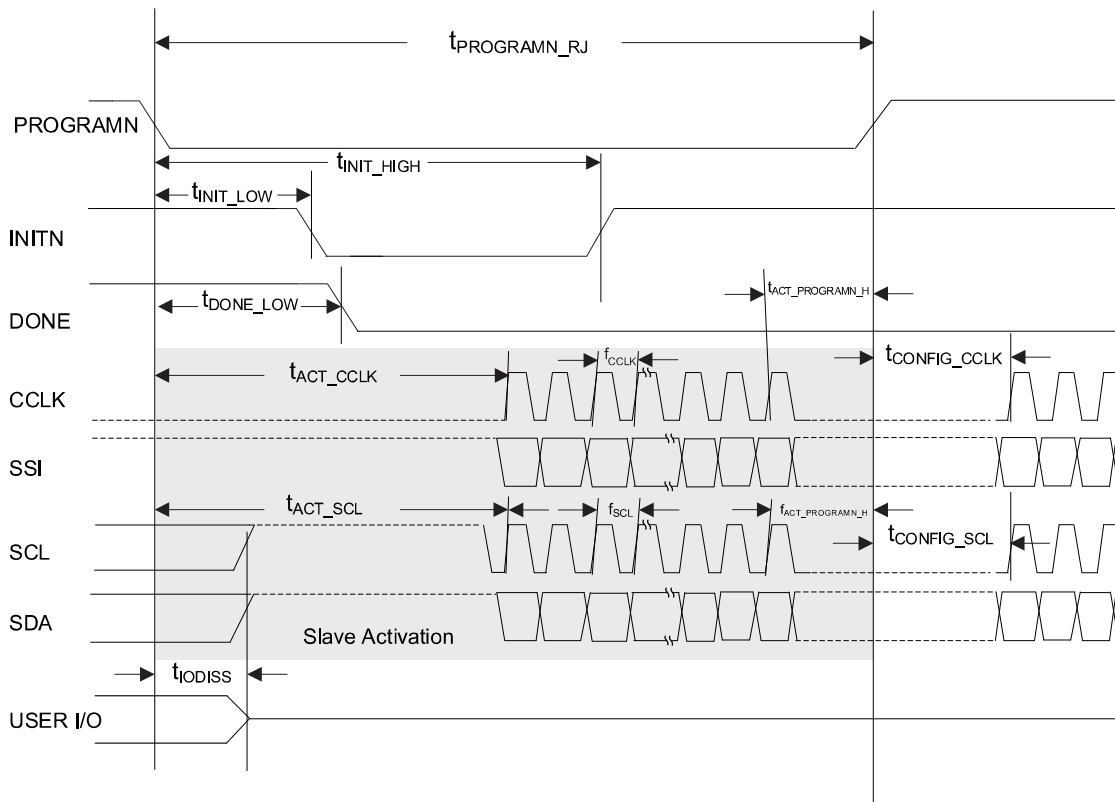 tPROGRAMN_RJ
PROGRAMN
tINIT_HIGH
tINIT_LOW
INITN
tACT_PROGRAMN_H
tDONE_LOW
DONE
fCCLK
tCONFIG_CCLK
tACT_CCLK
CCLK
SSI
tACT_SCL
fSCL
fACT_PROGRAMN_H
tCONFIG_SCL
SCL
SDA
Slave Activation
tIODISS
USER I/O